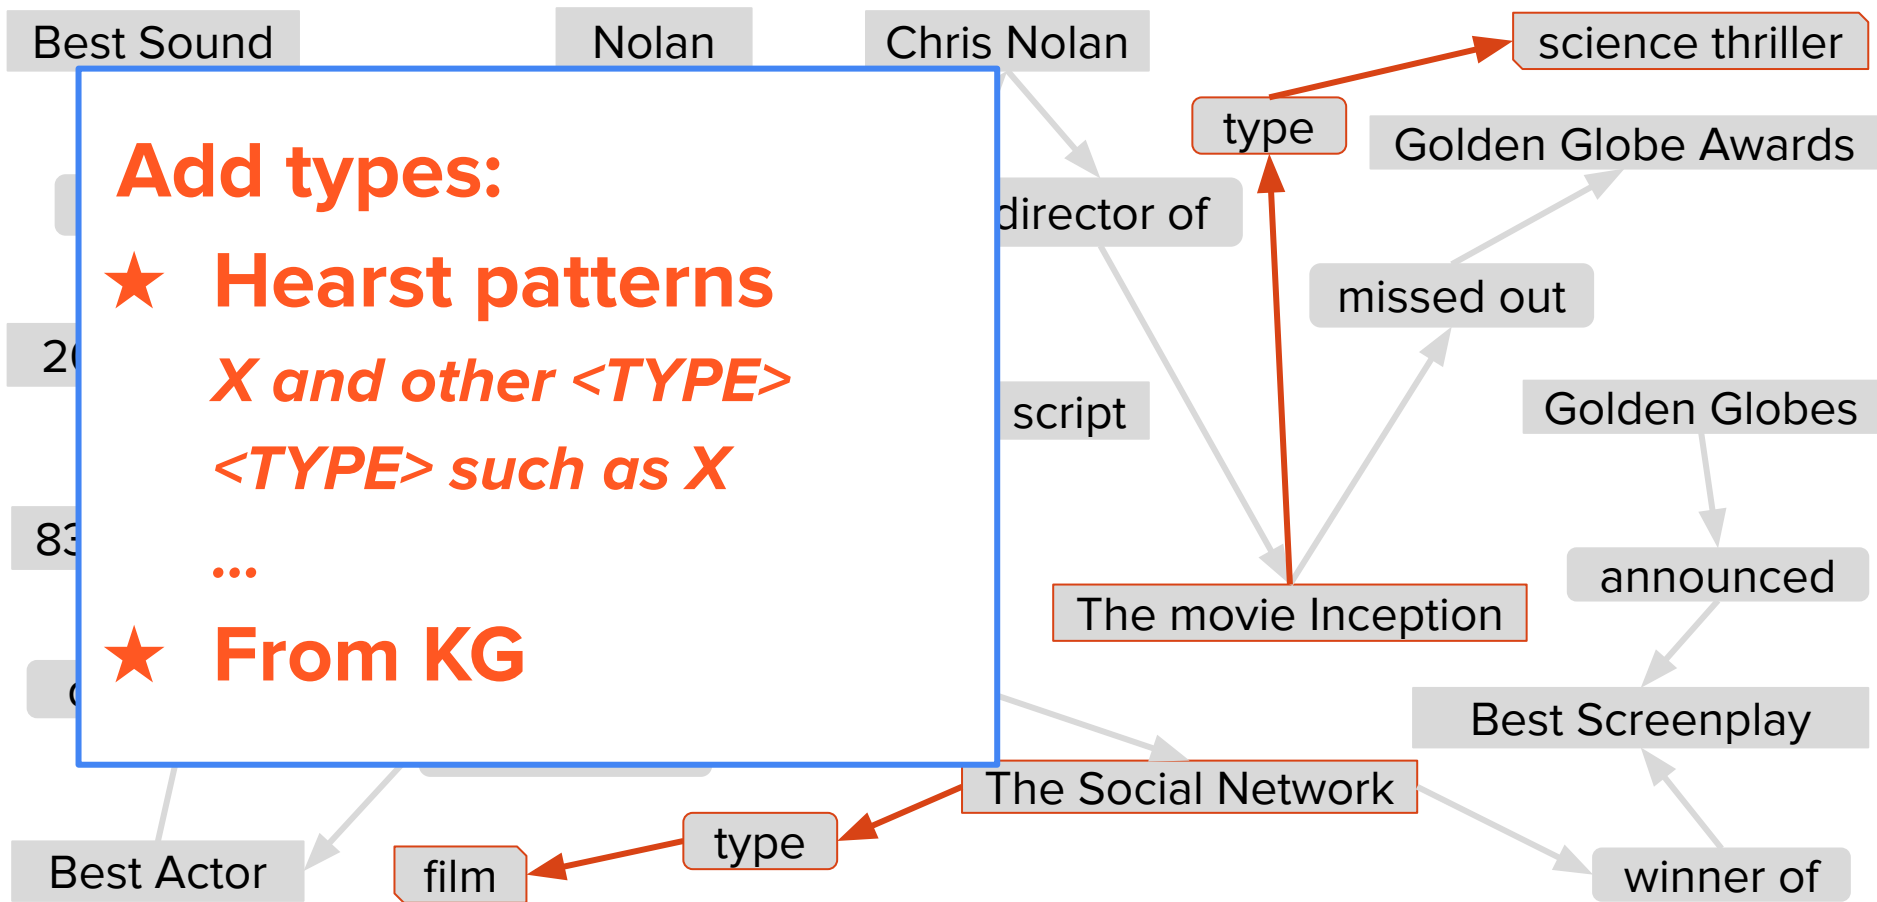 Best Sound
Nolan
Chris Nolan
science thriller
type
Golden Globe Awards
Add types:
★ Hearst patterns
X and other <TYPE>
<TYPE> such as X
...
★ From KG
director of
missed out
script
Golden Globes
announced
The movie Inception
Best Screenplay
The Social Network
type
film
Best Actor
winner of